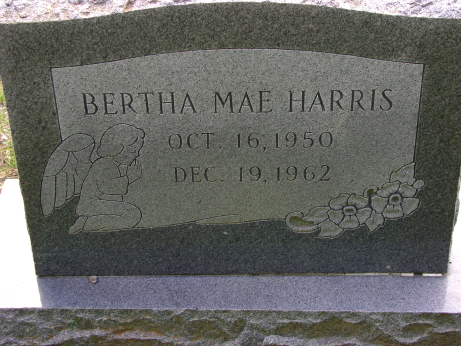 BERTHA MAE HARRIS
OCT. 16, 1950
DEC. 19, 1962